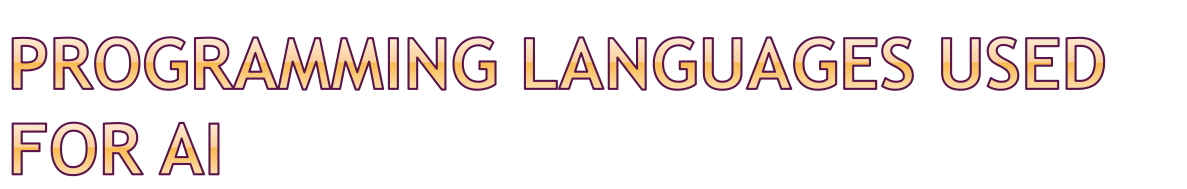 PROGRAMMING LANGUAGES USED
FOR AI